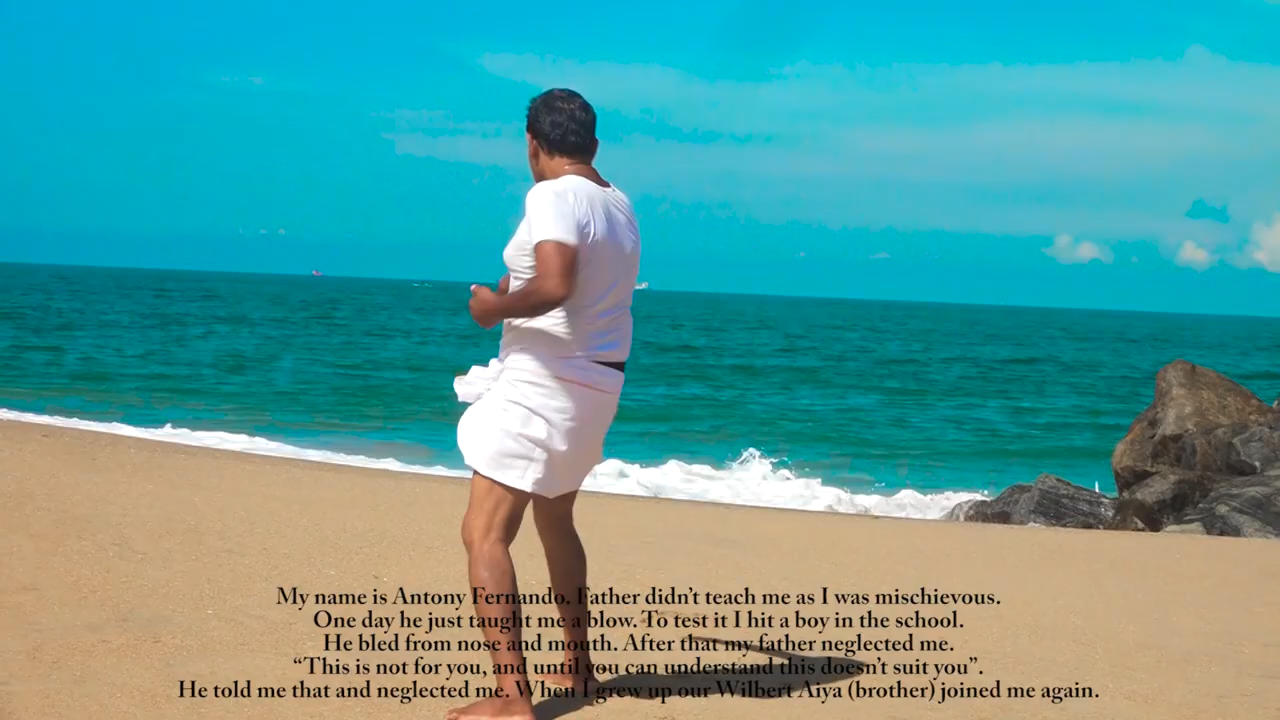 My name is Antony Fernando. Father didn't teach me as I was mischievous.
One day he just taught me a blow. To test it I hit a boy in the school.
He bled from nose and mouth. After that my father neglected me.
“This is not for you, and until you can understand this doesn't suit you”.
He told me that and neglected me. When I grew up our Wilbert Aiya (brother) joined me again.